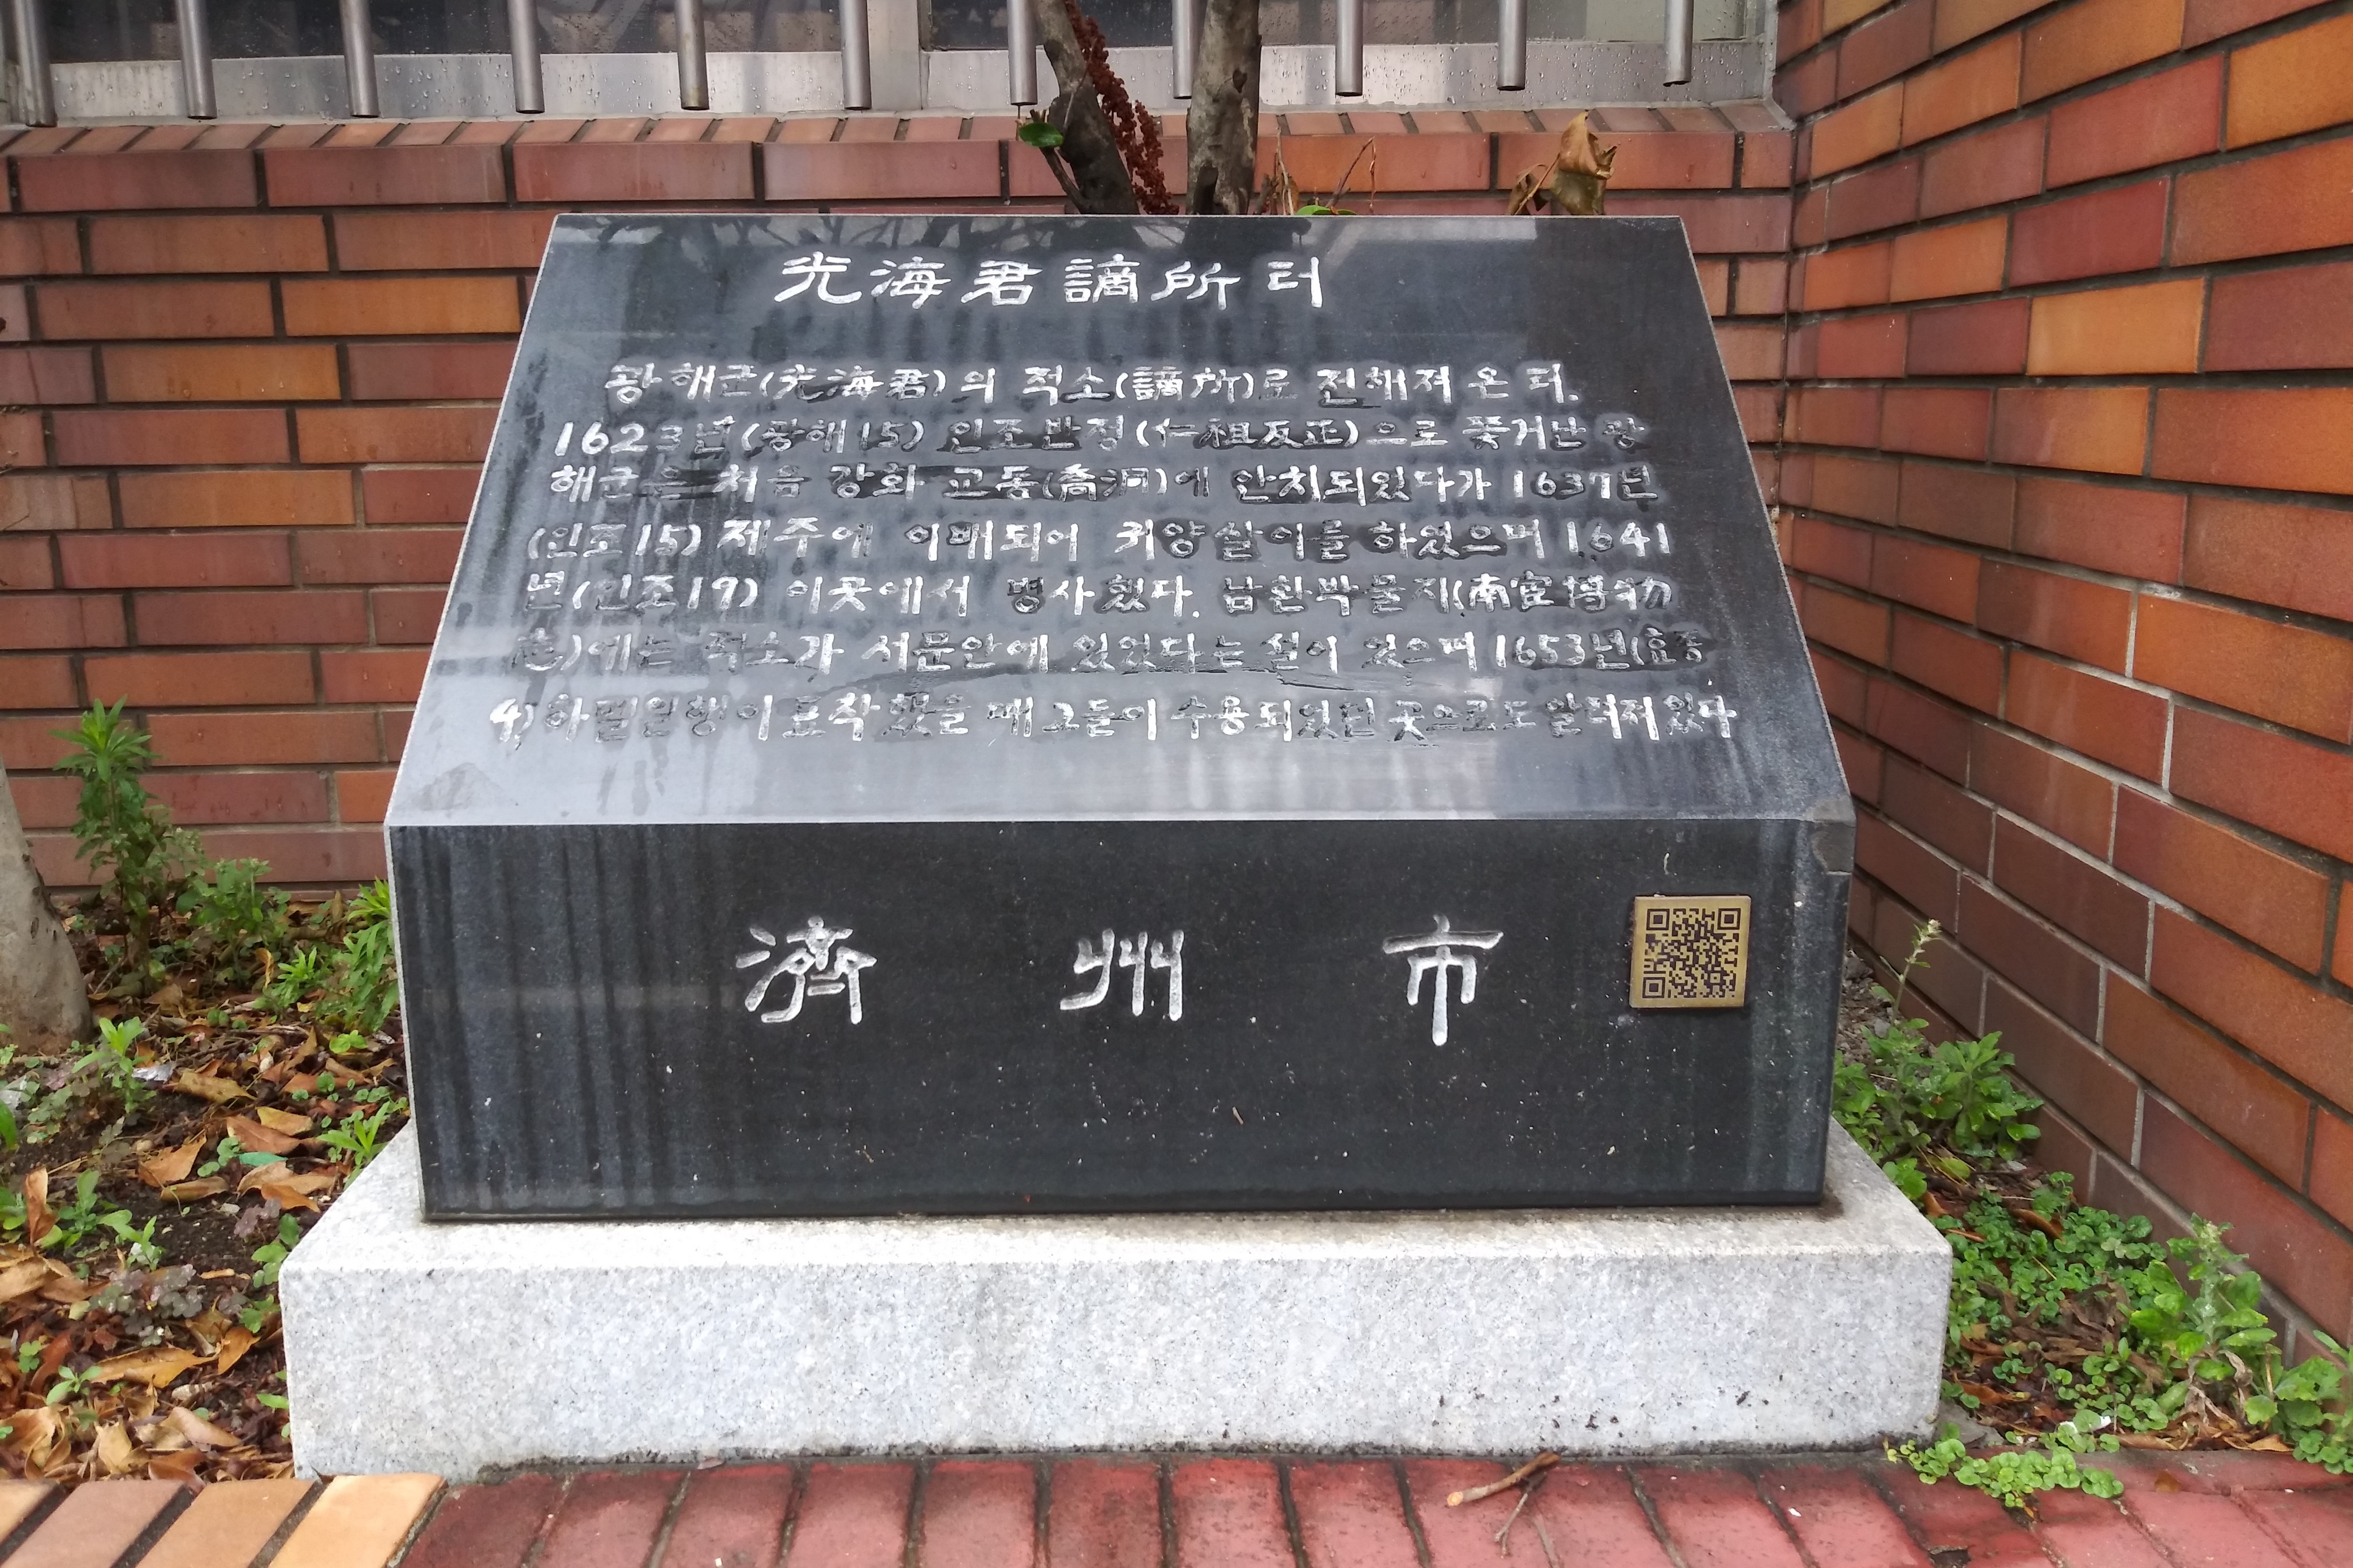 光海君謫所터
광해군(光海君)의 적소(謫所)로 전해져 온 터.
1623년(광해15) 인조반정(仁祖反正)으로 쫓겨난 광
해군은 처음 강화 교동(喬洞)에 안치되었다가 1637년
(인조15) 제주에 이배되어 귀양살이를 하였으며 1641
년(인조19) 이곳에서 병사했다. 남환박물지(南宦博物
志)에는 적소가 서문안에 있었다는 설이 있으며 1653년(효종
4)하멜일행이 표착했을 때 그들이 수용되었던 곳으로도 알려져있다
濟州市